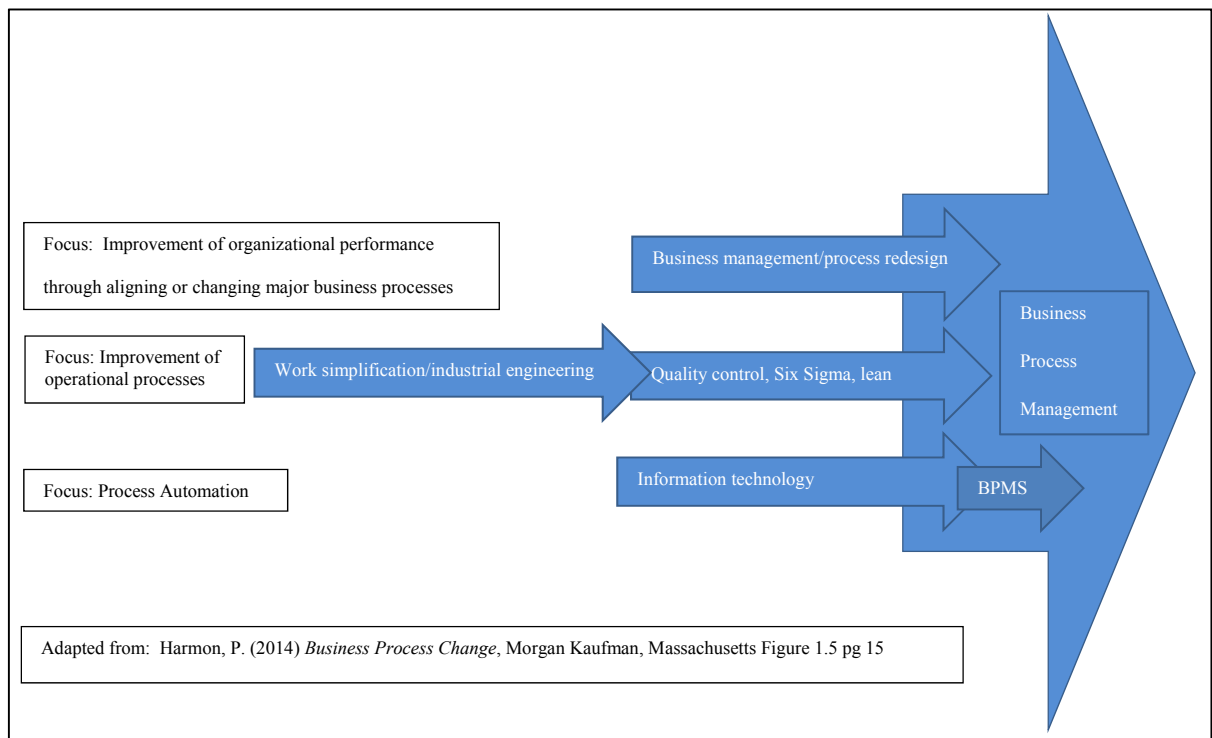 Focus: Improvement of organizational performance
through aligning or changing major business processes
Business management/process redesign
Focus: Improvement of
operational processes
Work simplification/industrial engineering
Quality control, Six Sigma, lean
Business
Process
Management
Focus: Process Automation
Information technology
BPMS
Adapted from: Harmon, P. (2014) Business Process Change, Morgan Kaufman, Massachusetts Figure 1.5 pg 15